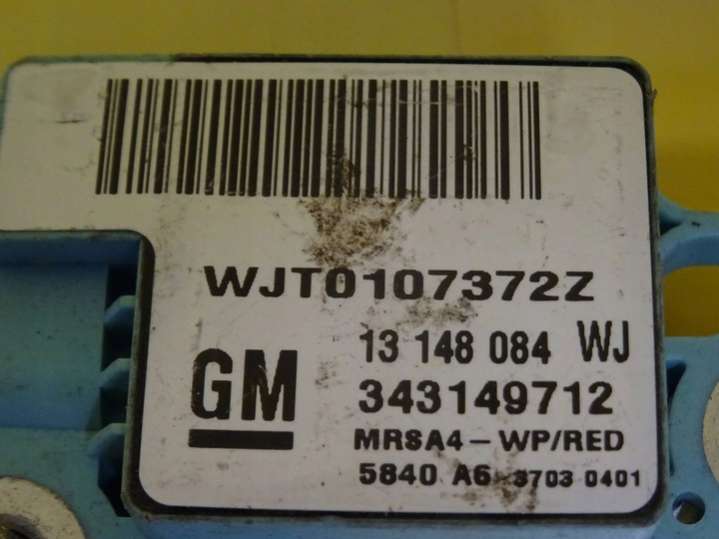 WJT0107372Z
13 148 084 WJ
GM
343149712
MRSA4-WP/RED
5840 A6 3703 0401